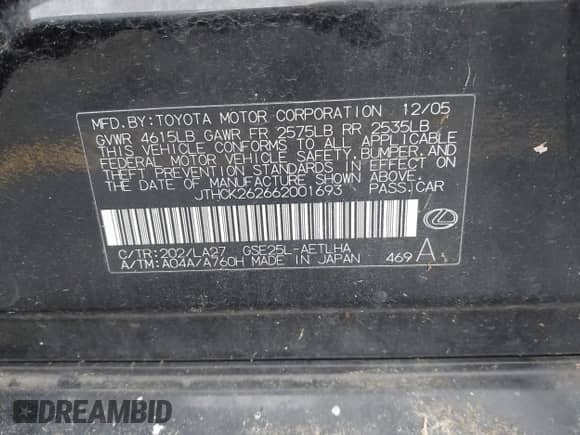 MFD.BY:TOYOTA MOTOR CORPORATION 12/05
GVWR 4615LB GAWR FR 2575LB RR 2535LB
THIS VEHICLE CONFORMS TO ALL APPLICABLE
FEDERAL MOTOR VEHICLE SAFETY, BUMPER, AND
THEFT PREVENTION STANDARDS IN EFFECT ON
THE DATE OF MANUFACTURE SHOWN ABOVE.
JTHCK262662001693 PASS.CAR
C/TR:202/LA27 GSE25L-AETLHA
A/TM:A04A/A760H MADE IN JAPAN 469 A
DREAMBID